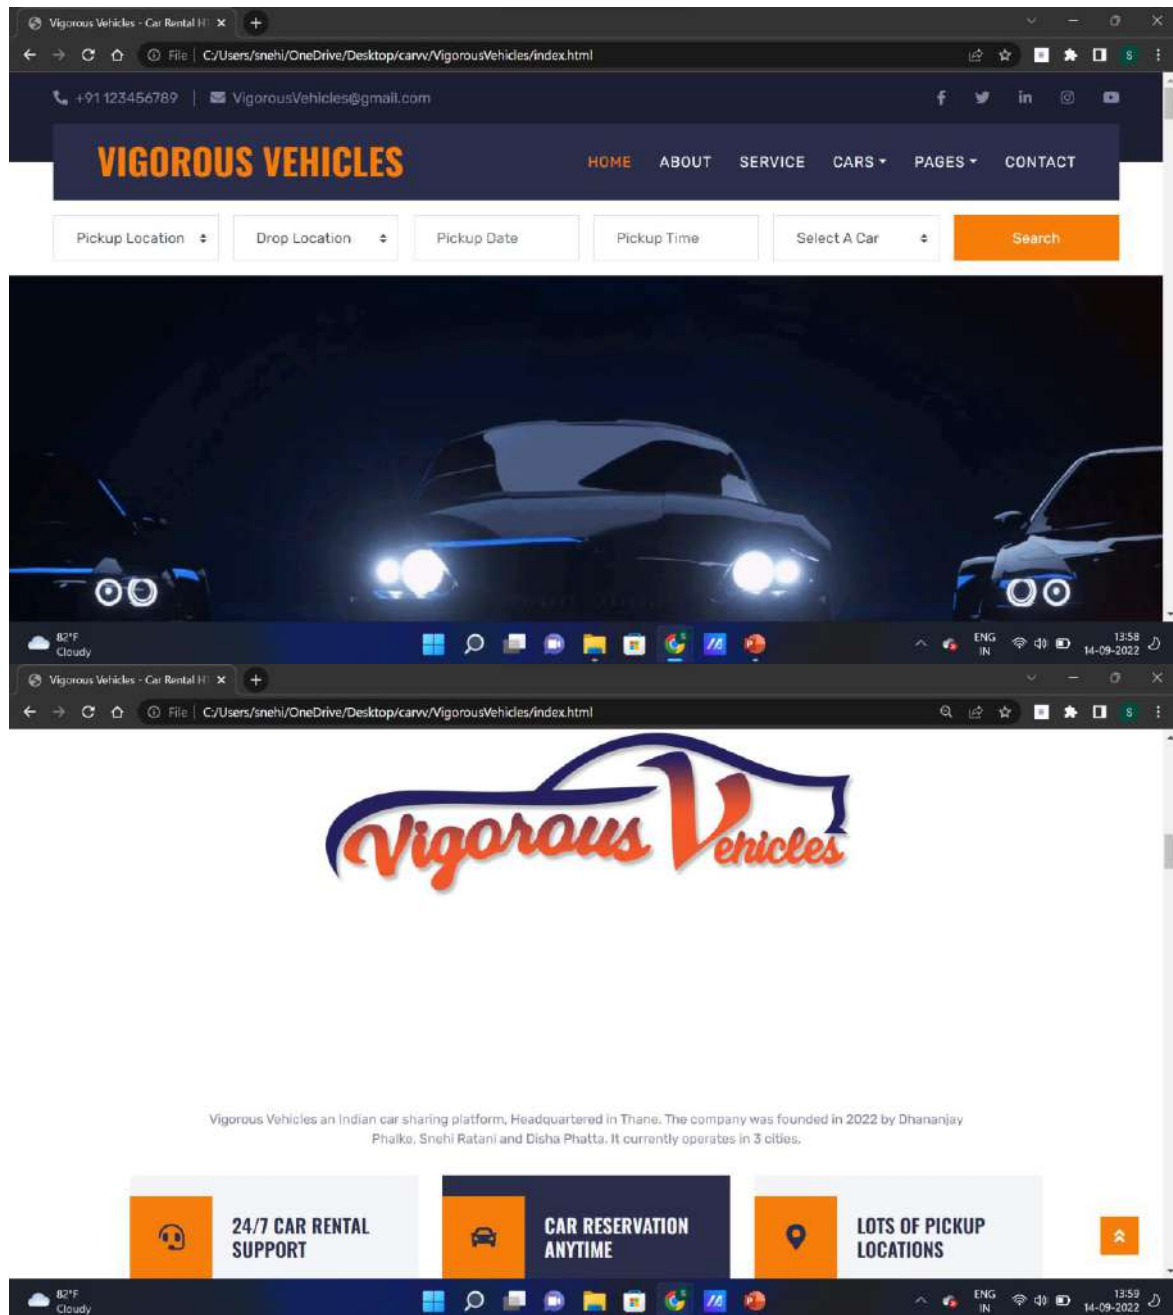 Vigorous Vehicles - Car Rental H
File | C:/Users/snehi/OneDrive/Desktop/carvv/VigorousVehicles/index.html
+91 123456789 | VigorousVehicles@gmail.com
VIGOROUS VEHICLES
HOME ABOUT SERVICE CARS PAGES CONTACT
Pickup Location Drop Location Pickup Date Pickup Time Select A Car Search
82°F
Cloudy
ENG
IN
13:58
14-09-2022
Vigorous Vehicles - Car Rental H
File | C:/Users/snehi/OneDrive/Desktop/carvv/VigorousVehicles/index.html
Vigorous Vehicles
Vigorous Vehicles an Indian car sharing platform, Headquartered in Thane. The company was founded in 2022 by Dhananjay
Phalke, Snehi Ratani and Disha Phatta. It currently operates in 3 cities.
24/7 CAR RENTAL
SUPPORT
CAR RESERVATION
ANYTIME
LOTS OF PICKUP
LOCATIONS
82°F
Cloudy
ENG
IN
13:59
14-09-2022